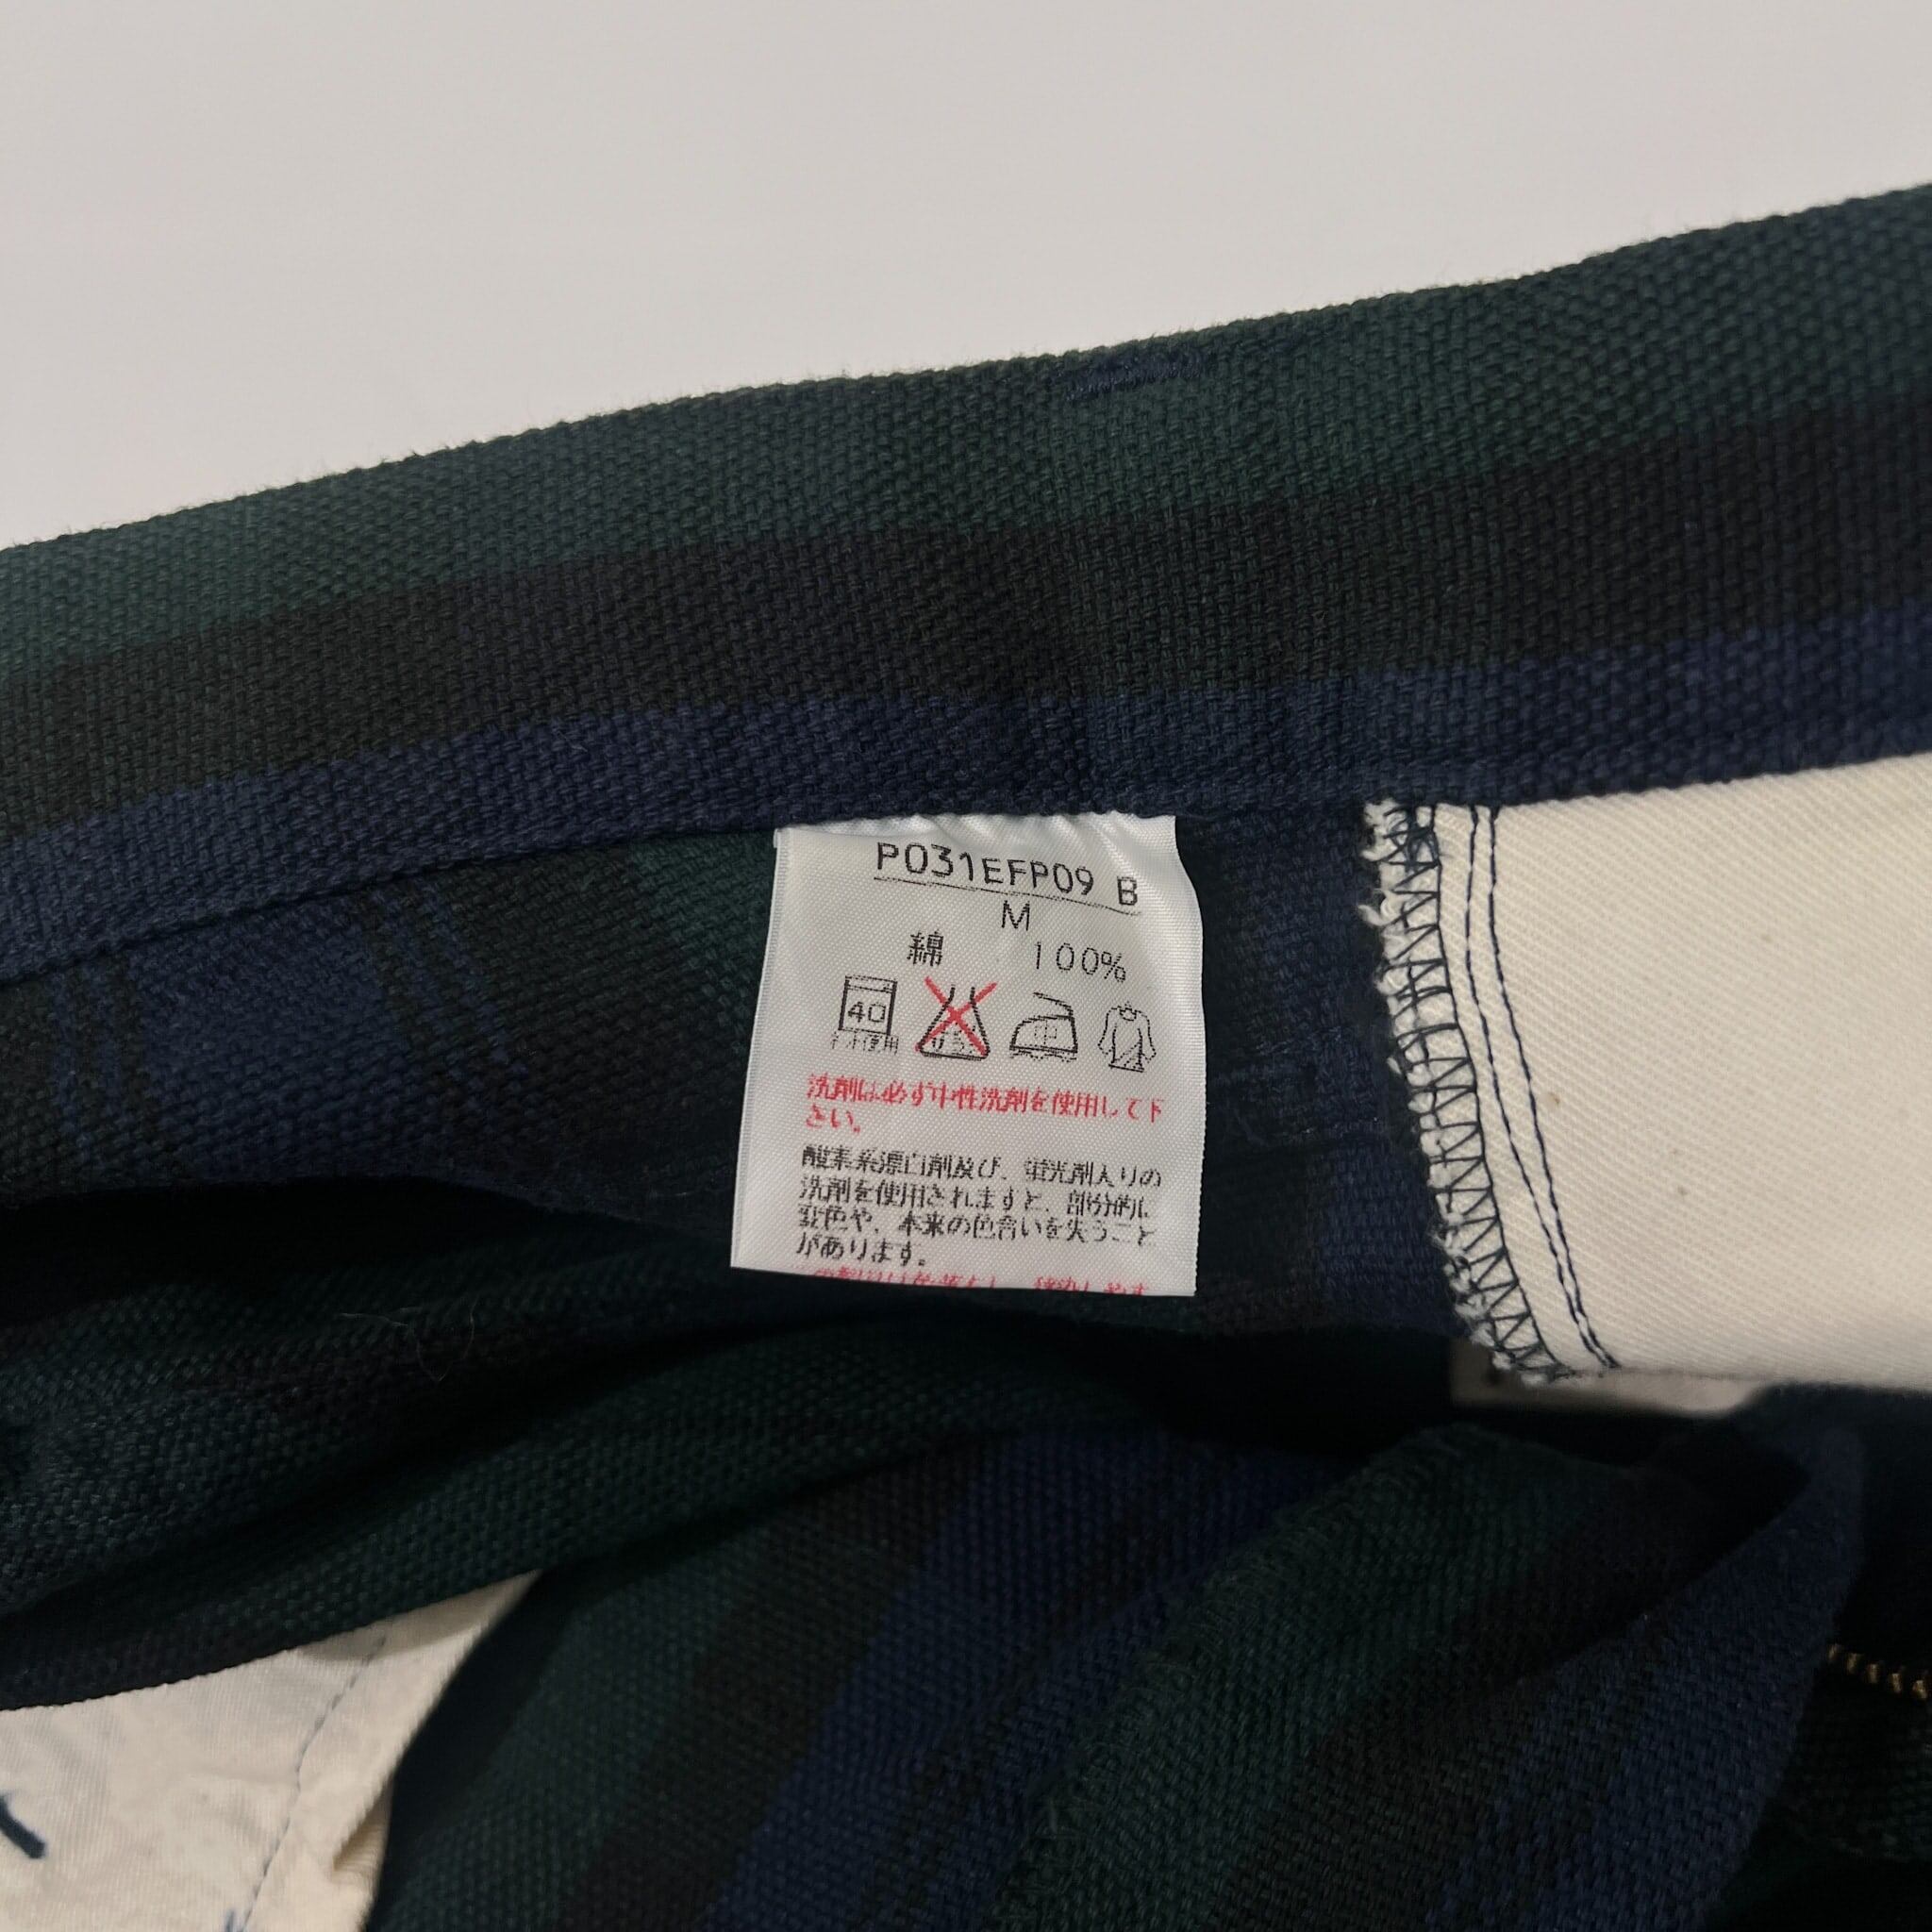 P031EFP09 B
M
綿 100%
40
ネット使用
中
洗剤は必ず中性洗剤を使用して下
さい。
酸素系漂白剤及び、蛍光剤入りの
洗剤を使用されますと、部分的に
変色や、本来の色合いを失うこと
があります。